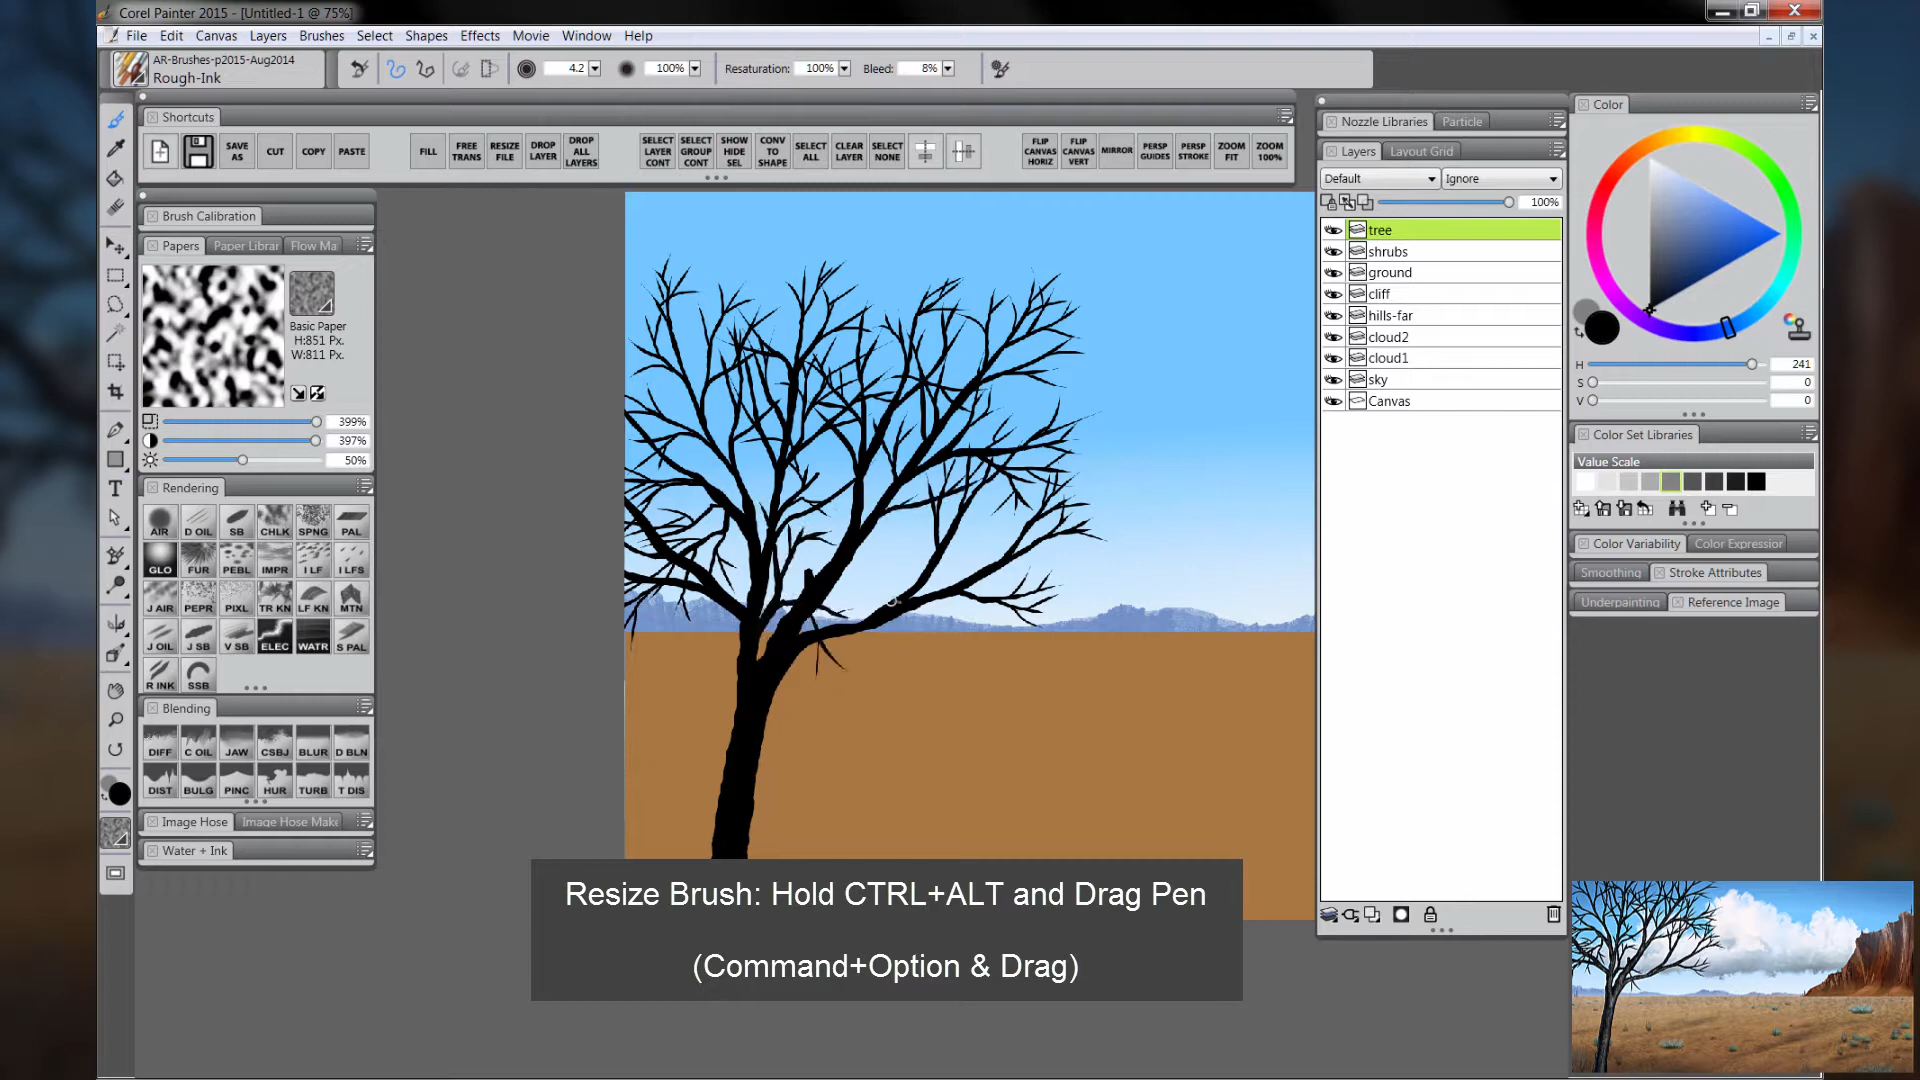 Corel Painter 2015 - [Untitled-1 @ 75%]
File Edit Canvas Layers Brushes Select Shapes Effects Movie Window Help
AR-Brushes-p2015-Aug2014
Rough-Ink
4.2
100%
Resaturation: 100%
Bleed: 8%
Shortcuts
SAVE AS
CUT
COPY
PASTE
FILL
FREE TRANS
RESIZE FILE
DROP LAYER
DROP ALL LAYERS
SELECT LAYER CONT
SELECT GROUP CONT
SHOW HIDE SEL
CONV TO SHAPE
SELECT ALL
CLEAR LAYER
SELECT NONE
FLIP CANVAS HORIZ
FLIP CANVAS VERT
MIRROR
PERSP GUIDES
PERSP STROKE
ZOOM FIT
ZOOM 100%
Brush Calibration
Papers Paper Librar Flow Ma
Basic Paper
H:851 Px.
W:811 Px.
399%
397%
50%
Rendering
AIR D OIL SB CHLK SPNG PAL
GLO FUR PEBL IMPR I LF I LFS
J AIR PEPR PIXL TR KN LF KN MTN
J OIL J SB V SB ELEC WATR S PAL
R INK SSB
Blending
DIFF C OIL JAW CSBJ BLUR D BLN
DIST BULG PINC HUR TURB T DIS
Image Hose Image Hose Make
Water + Ink
Nozzle Libraries Particle
Layers Layout Grid
Default Ignore
100%
tree
shrubs
ground
cliff
hills-far
cloud2
cloud1
sky
Canvas
Color
H 241
S 0
V 0
Color Set Libraries
Value Scale
Color Variability Color Expression
Smoothing Stroke Attributes
Underpainting Reference Image
Resize Brush: Hold CTRL+ALT and Drag Pen
(Command+Option & Drag)